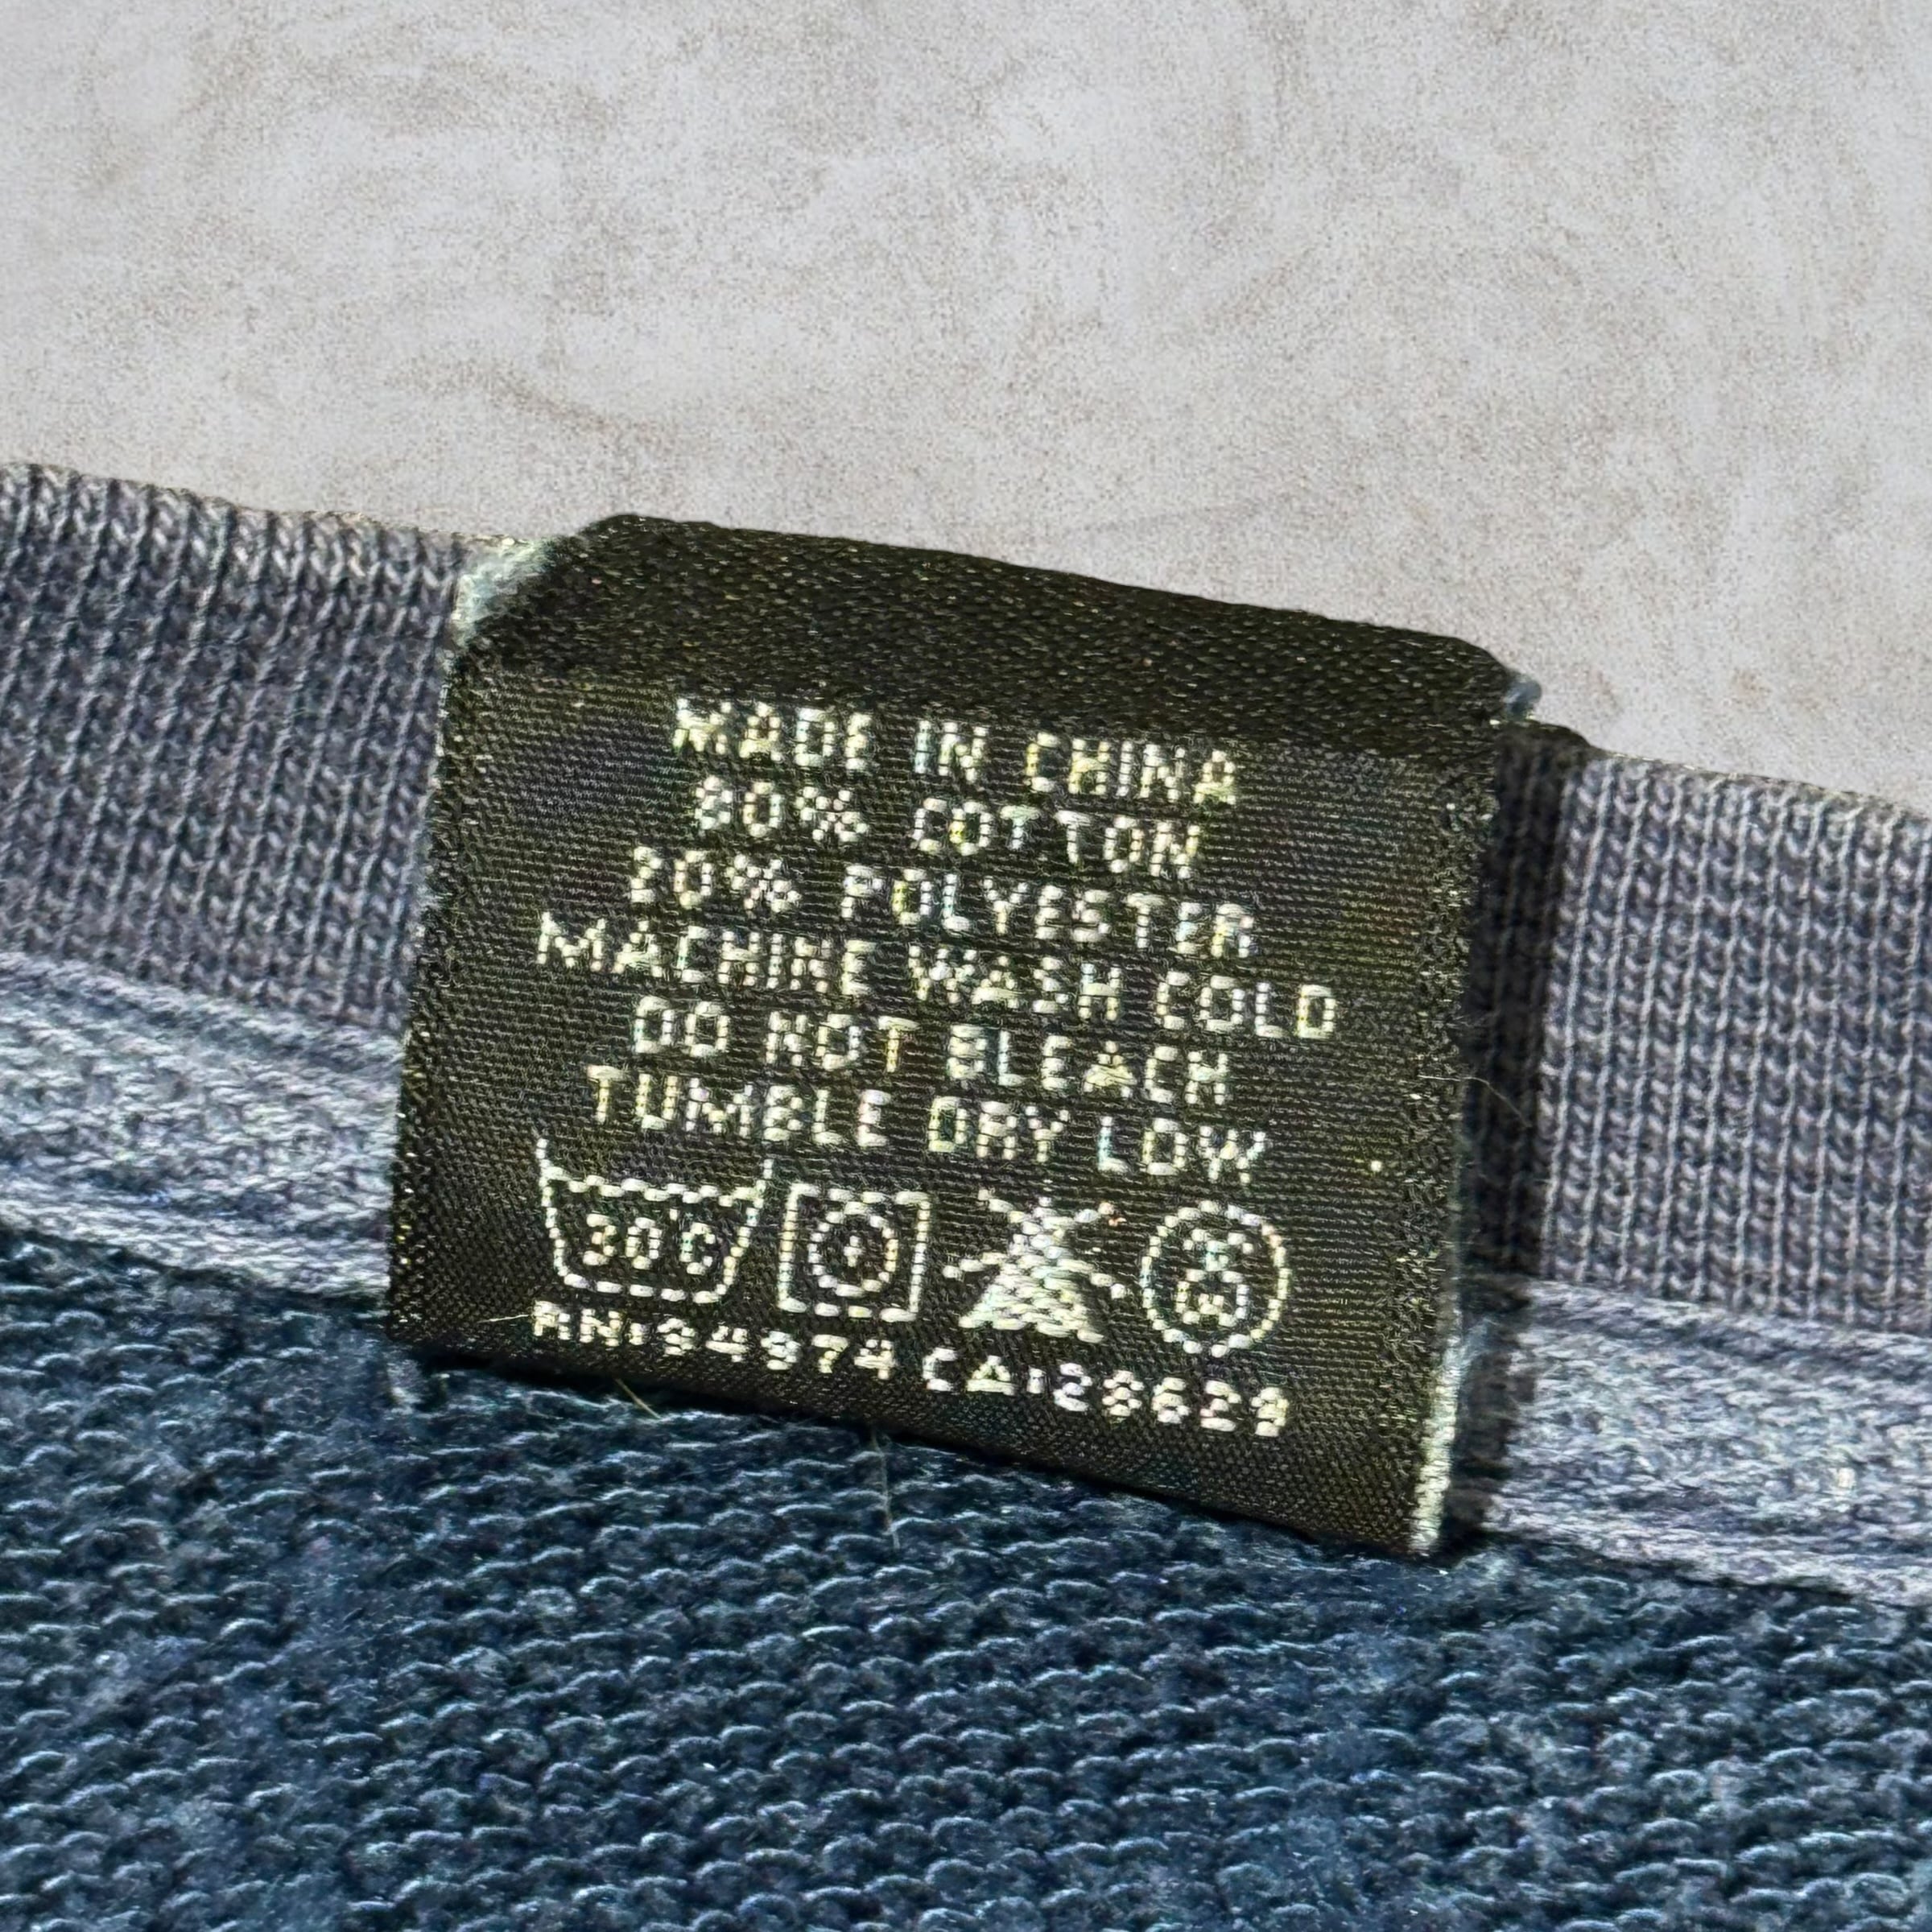 MADE IN CHINA
80% COTTON
20% POLYESTER
MACHINE WASH COLD
DO NOT BLEACH
TUMBLE DRY LOW
30°C
RN:94974 CA:28629